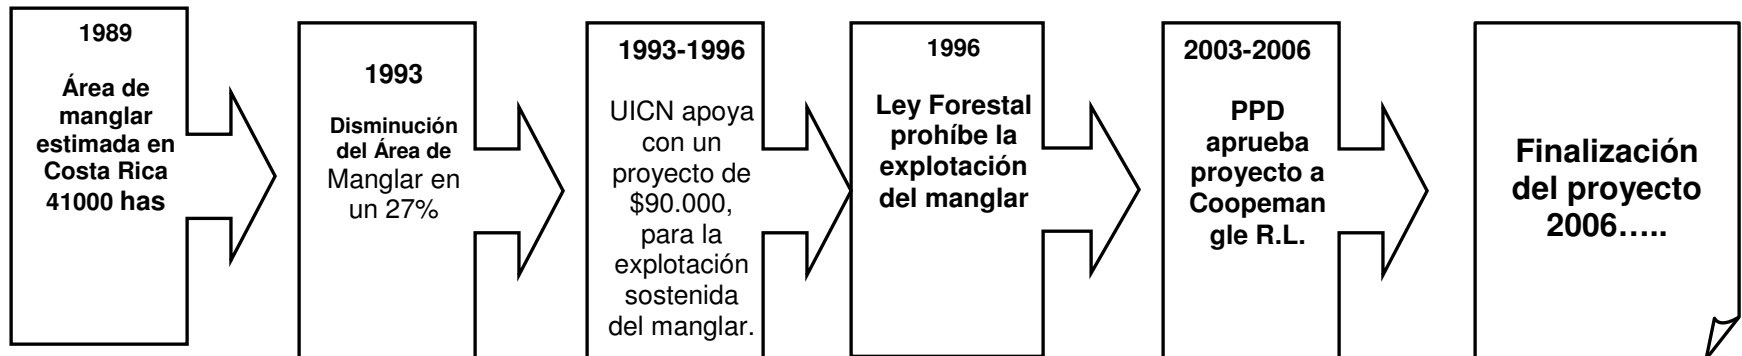 1989
Área de
manglar
estimada en
Costa Rica
41000 has
1993
Disminución
del Área de
Manglar en
un 27%
1993-1996
UICN apoya
con un
proyecto de
$90.000,
para la
explotación
sostenida
del manglar.
1996
Ley Forestal
prohíbe la
explotación
del manglar
2003-2006
PPD
aprueba
proyecto a
Coopeman
gle R.L.
Finalización
del proyecto
2006…..